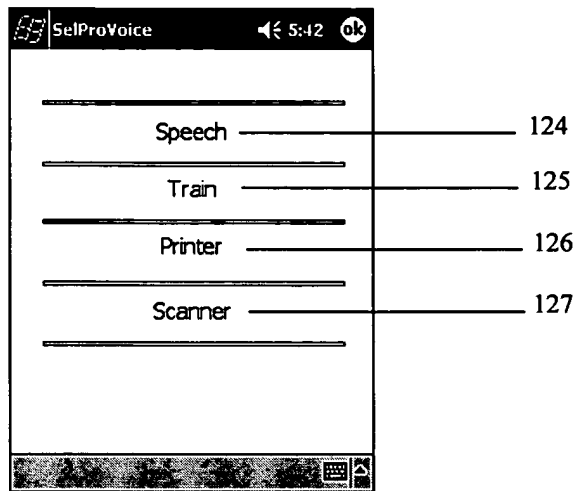 SelProVoice 5:42 ok
Speech 124
Train 125
Printer 126
Scanner 127